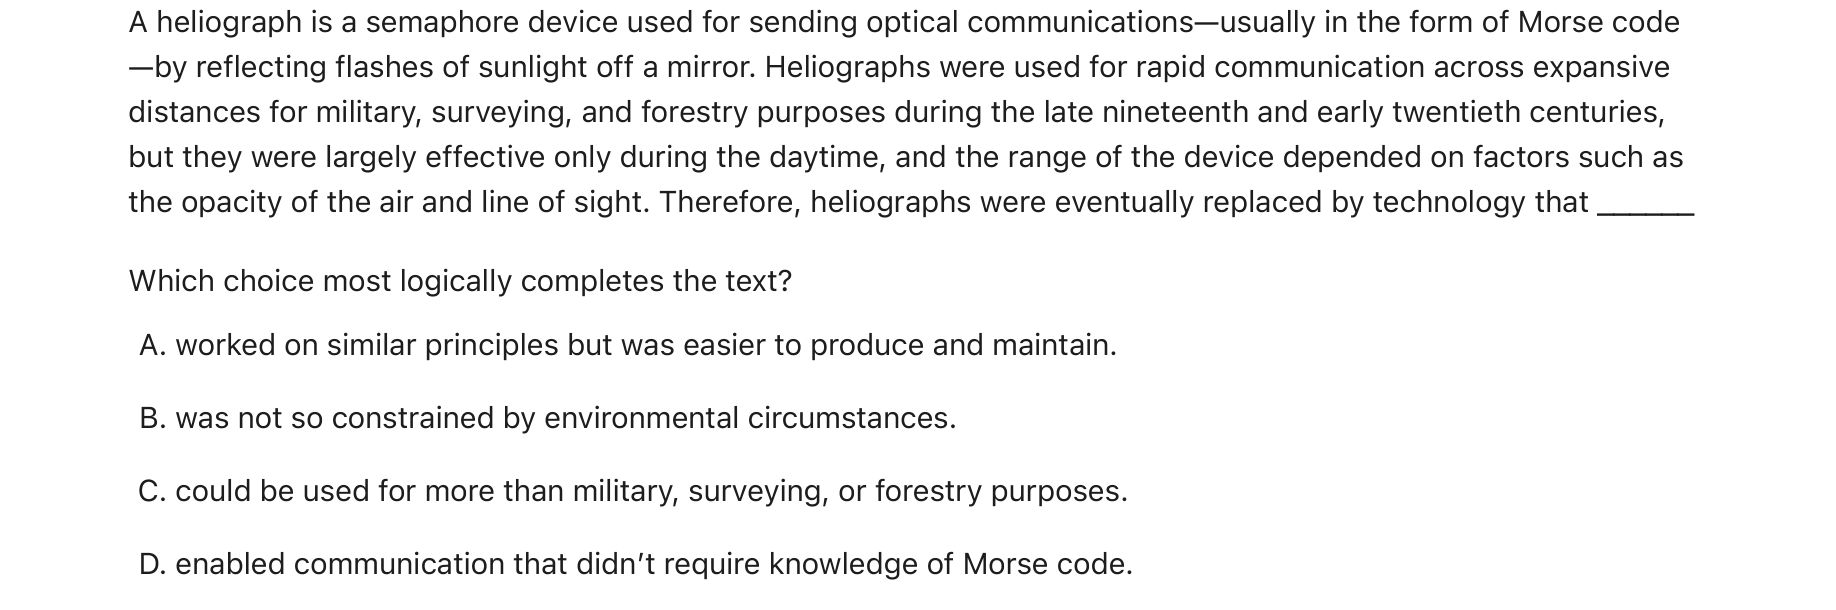 A heliograph is a semaphore device used for sending optical communications—usually in the form of Morse code
—by reflecting flashes of sunlight off a mirror. Heliographs were used for rapid communication across expansive
distances for military, surveying, and forestry purposes during the late nineteenth and early twentieth centuries,
but they were largely effective only during the daytime, and the range of the device depended on factors such as
the opacity of the air and line of sight. Therefore, heliographs were eventually replaced by technology that ______
Which choice most logically completes the text?
A. worked on similar principles but was easier to produce and maintain.
B. was not so constrained by environmental circumstances.
C. could be used for more than military, surveying, or forestry purposes.
D. enabled communication that didn’t require knowledge of Morse code.